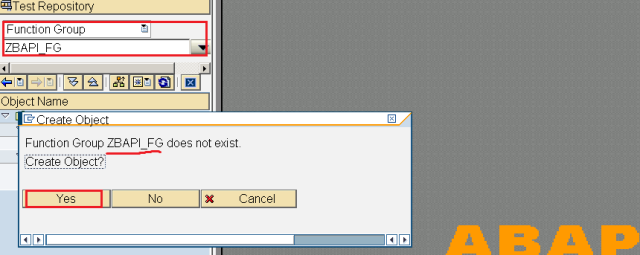 Test Repository
Function Group
ZBAPI_FG
Object Name
Create Object
Function Group ZBAPI_FG does not exist.
Create Object?
Yes No Cancel
ABAP